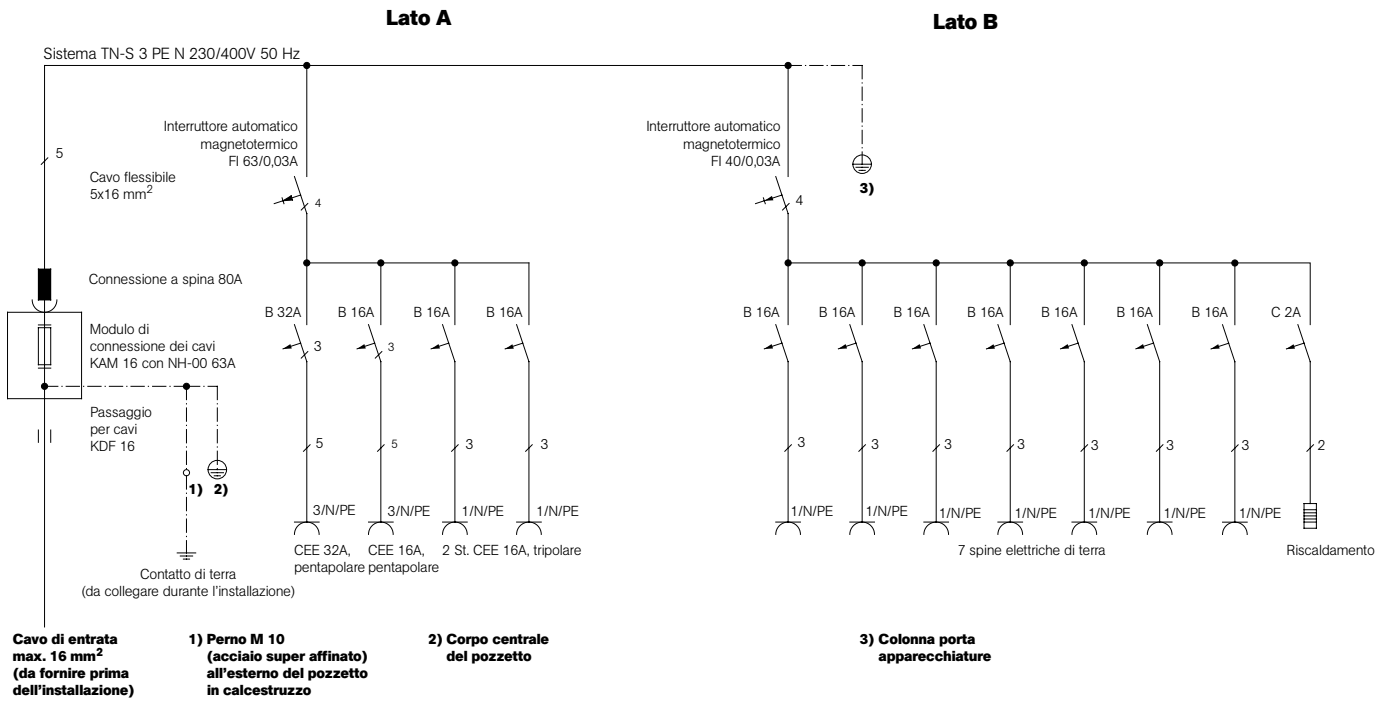 Lato A
Lato B
Sistema TN-S 3 PE N 230/400V 50 Hz
Interruttore automatico
magnetotermico
FI 63/0,03A
Interruttore automatico
magnetotermico
FI 40/0,03A
5
Cavo flessibile
5x16 mm²
4
4
3)
Connessione a spina 80A
B 32A
B 16A
B 16A
B 16A
B 16A
B 16A
B 16A
B 16A
B 16A
B 16A
B 16A
C 2A
3
3
Modulo di
connessione dei cavi
KAM 16 con NH-00 63A
Passaggio
per cavi
KDF 16
5
5
3
3
3
3
3
3
3
3
3
2
1)
2)
3/N/PE
3/N/PE
1/N/PE
1/N/PE
1/N/PE
1/N/PE
1/N/PE
1/N/PE
1/N/PE
1/N/PE
1/N/PE
CEE 32A,
pentapolare
CEE 16A,
pentapolare
2 St. CEE 16A, tripolare
7 spine elettriche di terra
Riscaldamento
Contatto di terra
(da collegare durante l'installazione)
Cavo di entrata
max. 16 mm²
(da fornire prima
dell'installazione)
1) Perno M 10
(acciaio super affinato)
all'esterno del pozzetto
in calcestruzzo
2) Corpo centrale
del pozzetto
3) Colonna porta
apparecchiature